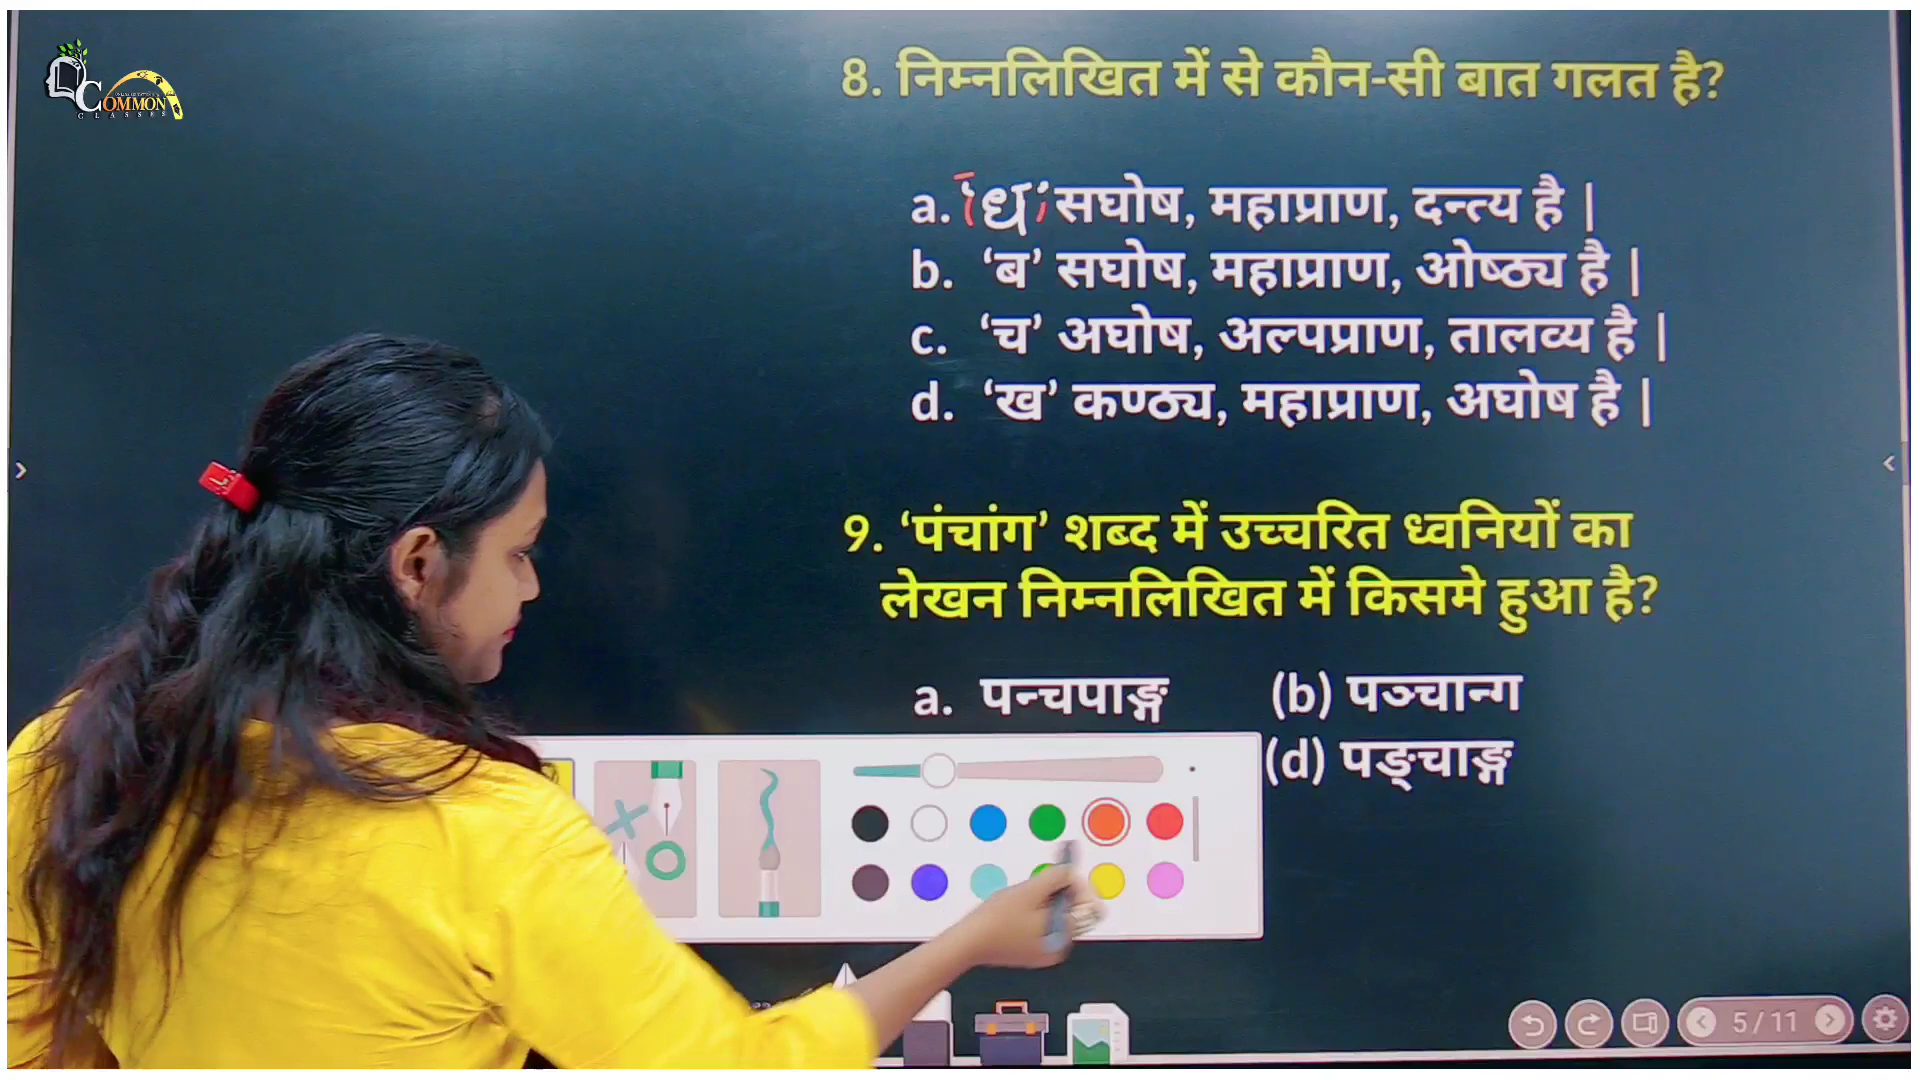 COMMON
CLASSES
8. निम्नलिखित में से कौन-सी बात गलत है?
a. 'ध' सघोष, महाप्राण, दन्त्य है |
b. ‘ब’ सघोष, महाप्राण, ओष्ठ्य है |
c. ‘च’ अघोष, अल्पप्राण, तालव्य है |
d. ‘ख’ कण्ठ्य, महाप्राण, अघोष है |
9. ‘पंचांग’ शब्द में उच्चरित ध्वनियों का
लेखन निम्नलिखित में किसमे हुआ है?
a. पन्चपाङ्ग (b) पञ्चान्ग
(d) पङ्चाङ्ग
5/11